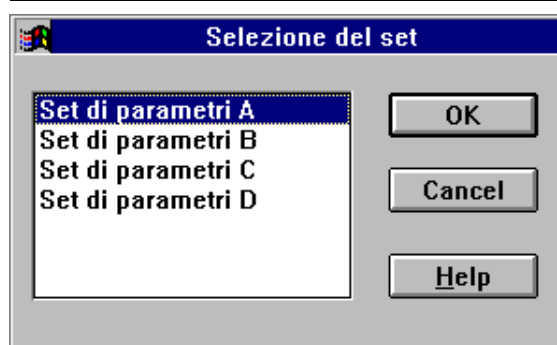 Selezione del set
Set di parametri A
Set di parametri B
Set di parametri C
Set di parametri D
OK
Cancel
Help